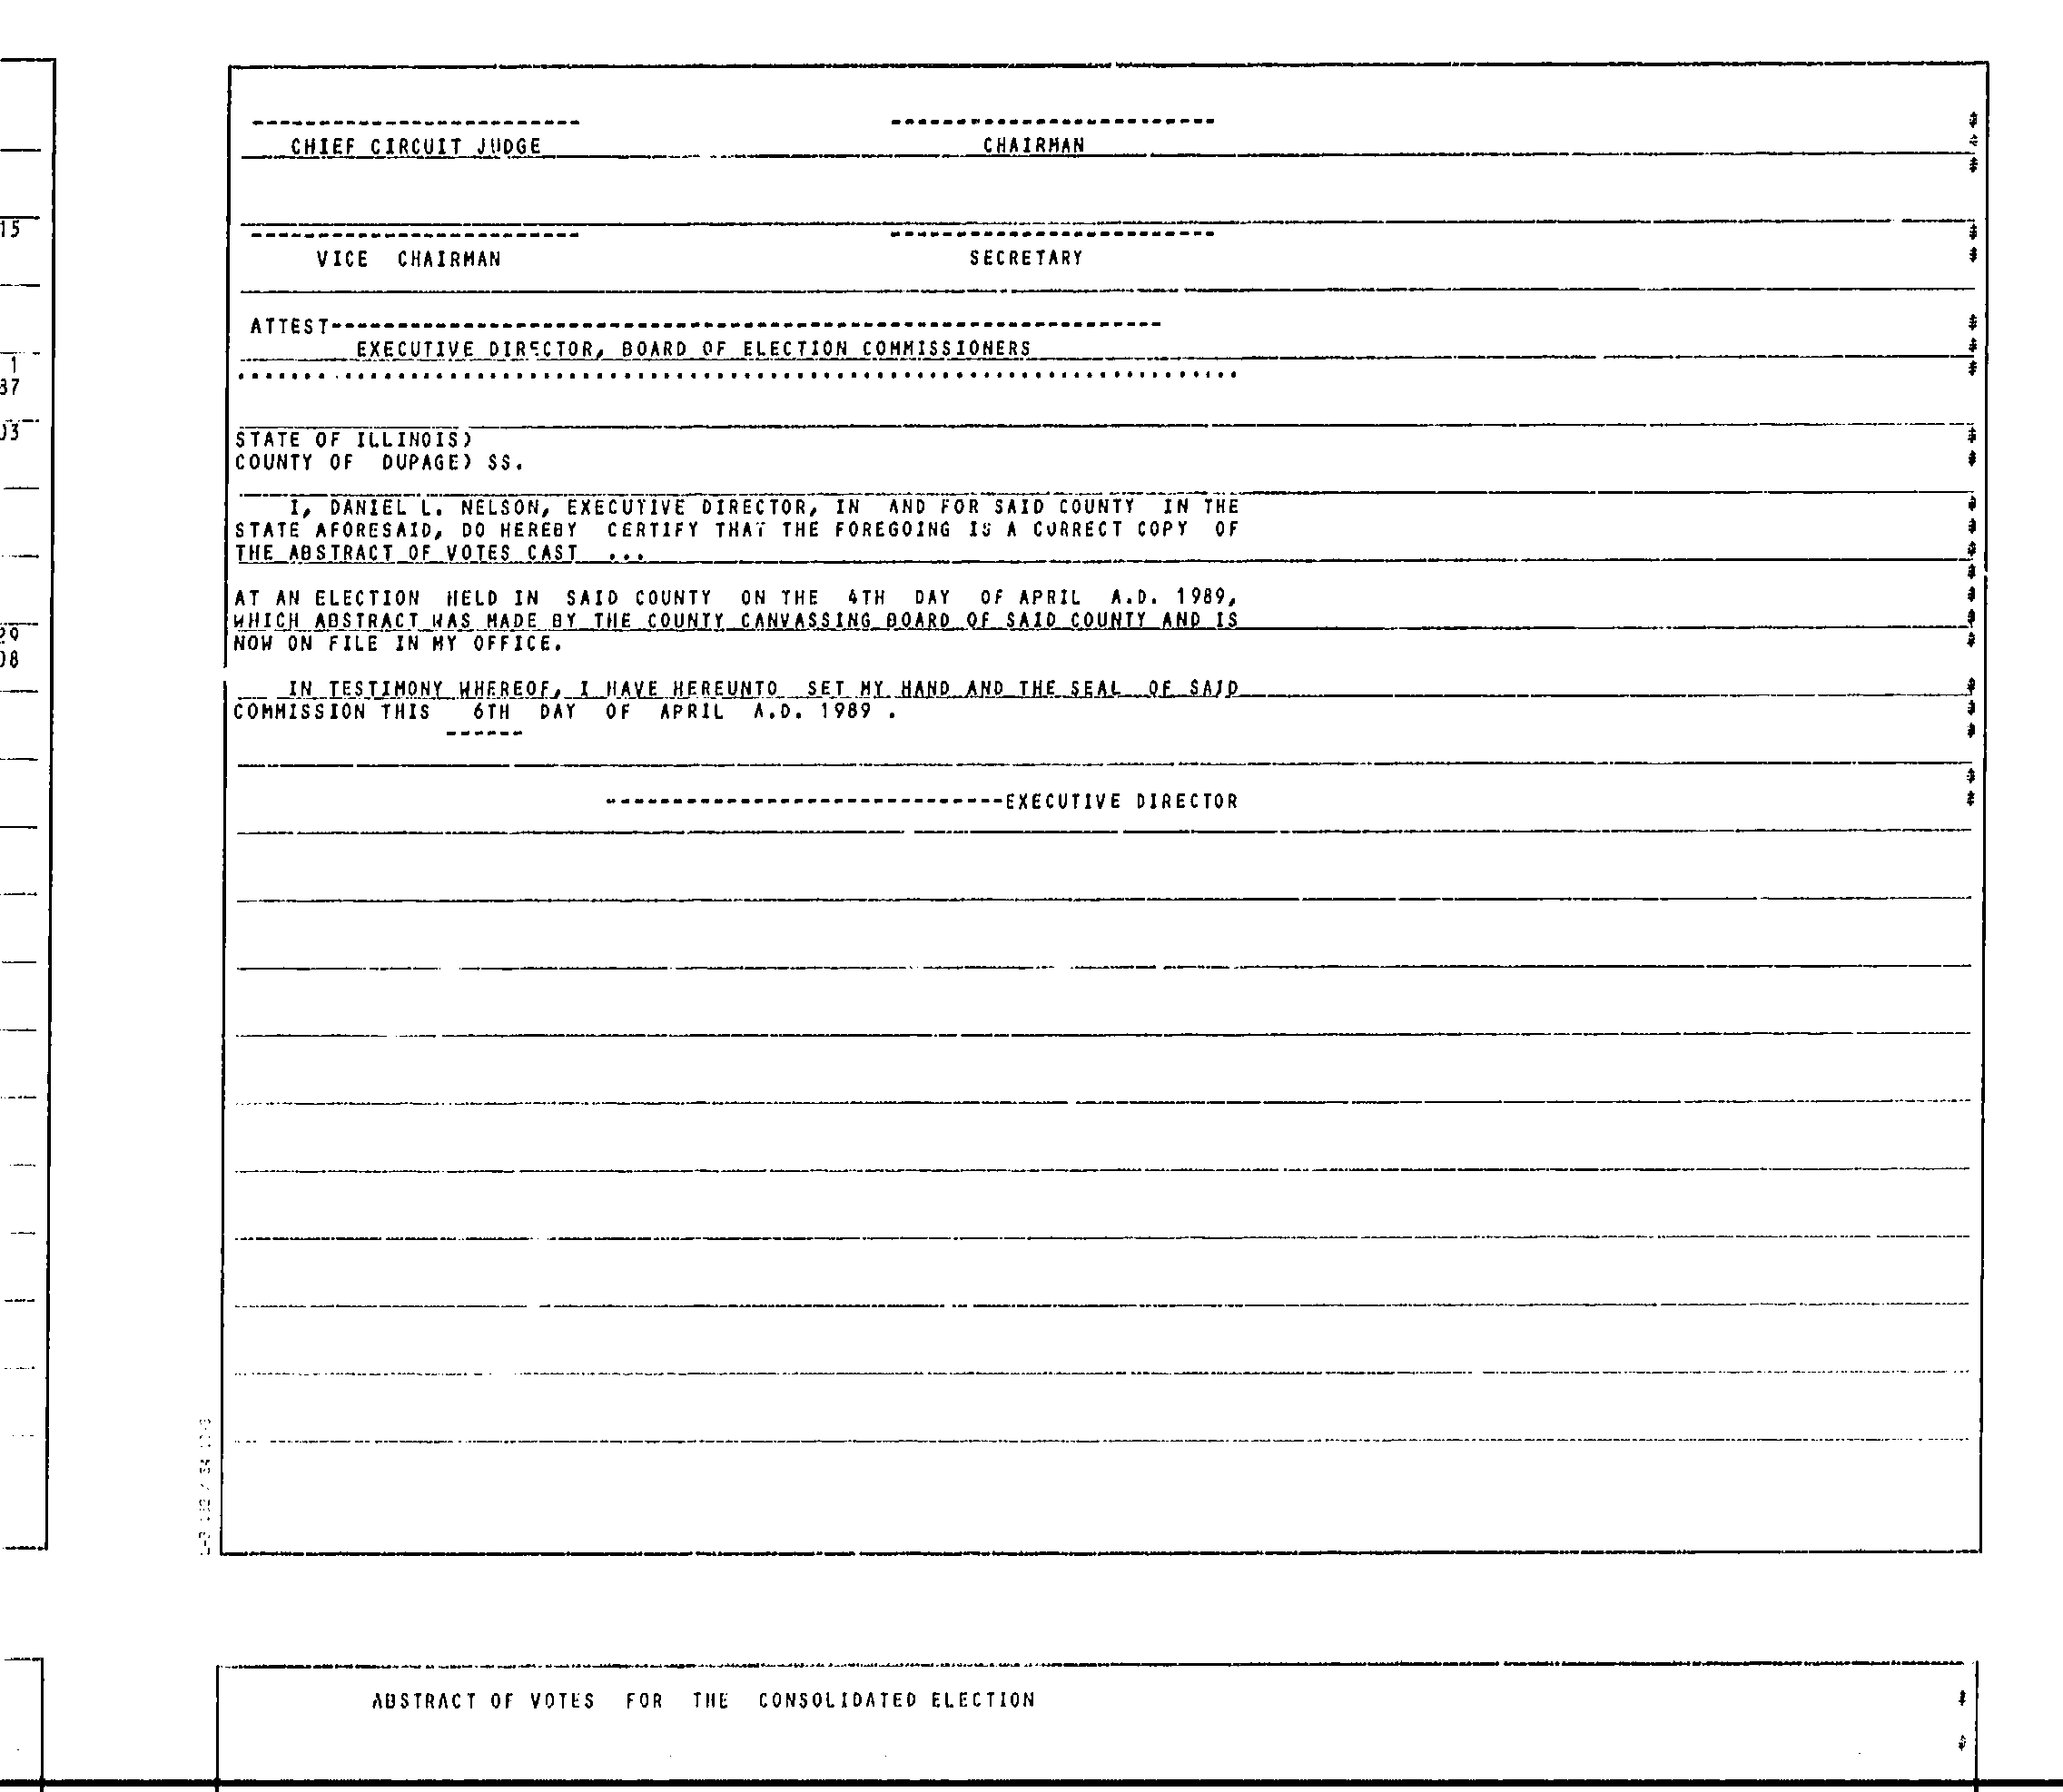 CHIEF CIRCUIT JUDGE CHAIRMAN
15
VICE CHAIRMAN SECRETARY
ATTEST
EXECUTIVE DIRECTOR, BOARD OF ELECTION COMMISSIONERS
1
37
03
STATE OF ILLINOIS)
COUNTY OF DUPAGE) SS.
I, DANIEL L. NELSON, EXECUTIVE DIRECTOR, IN AND FOR SAID COUNTY IN THE
STATE AFORESAID, DO HEREBY CERTIFY THAT THE FOREGOING IS A CORRECT COPY OF
THE ABSTRACT OF VOTES CAST ...
AT AN ELECTION HELD IN SAID COUNTY ON THE 4TH DAY OF APRIL A.D. 1989,
WHICH ABSTRACT WAS MADE BY THE COUNTY CANVASSING BOARD OF SAID COUNTY AND IS
NOW ON FILE IN MY OFFICE.
29
08
IN TESTIMONY WHEREOF, I HAVE HEREUNTO SET MY HAND AND THE SEAL OF SAID
COMMISSION THIS 6TH DAY OF APRIL A.D. 1989 .
EXECUTIVE DIRECTOR
ABSTRACT OF VOTES FOR THE CONSOLIDATED ELECTION